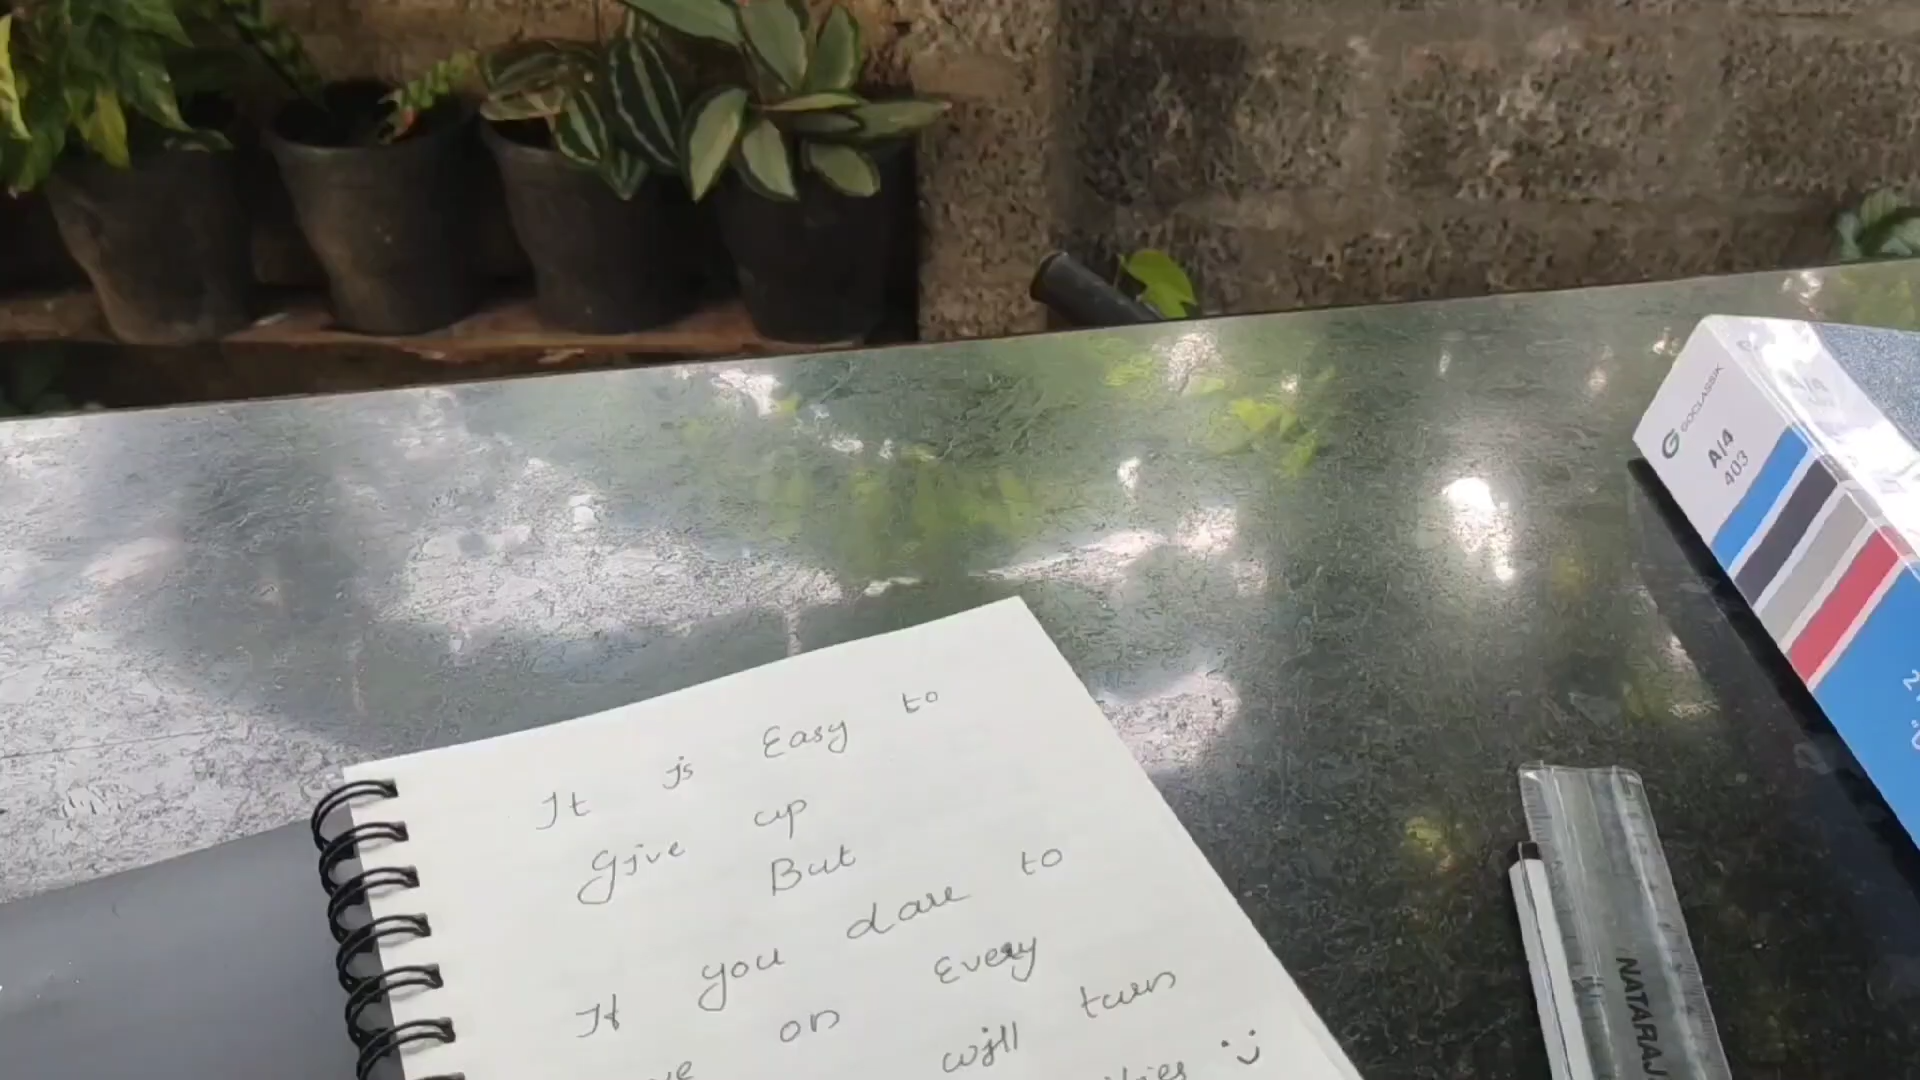 It is Easy to
Give up
But
If you dare to
on Every
will turn
GOCLASSIK
A|4
403
NATARAJ